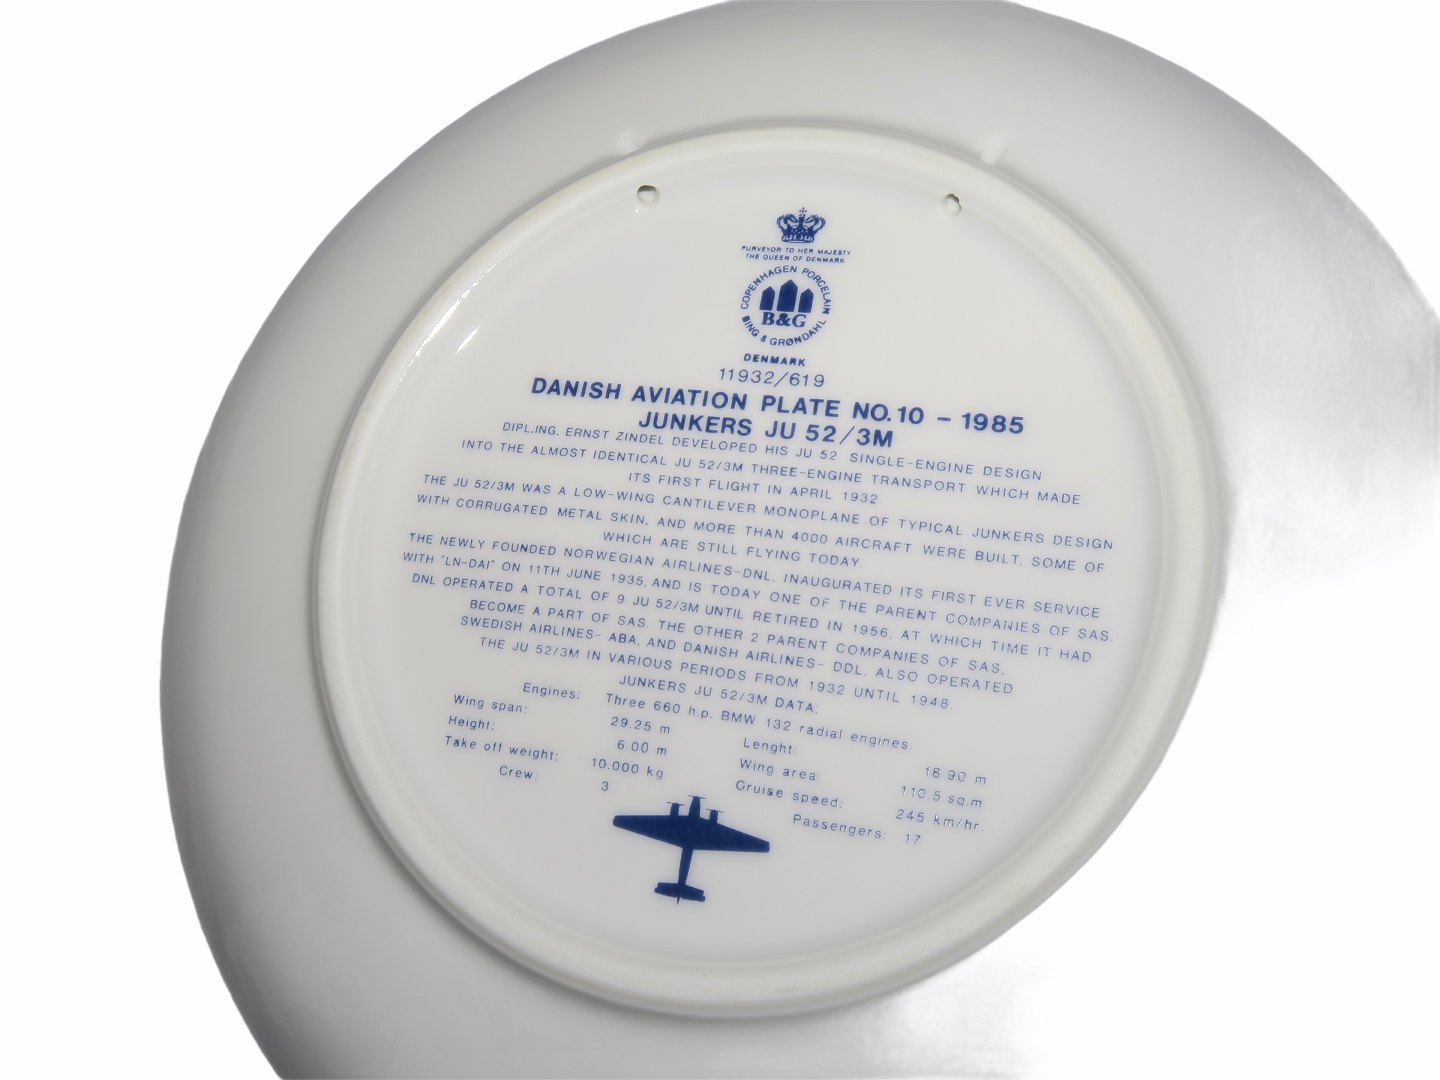 PURVEYOR TO HER MAJESTY
THE QUEEN OF DENMARK
COPENHAGEN PORCELAIN
BING & GRØNDAHL
B&G
DENMARK
11932/619
DANISH AVIATION PLATE NO. 10 - 1985
JUNKERS JU 52/3M
DIPL.ING. ERNST ZINDEL DEVELOPED HIS JU 52 SINGLE-ENGINE DESIGN
INTO THE ALMOST IDENTICAL JU 52/3M THREE-ENGINE TRANSPORT WHICH MADE
ITS FIRST FLIGHT IN APRIL 1932.
THE JU 52/3M WAS A LOW-WING CANTILEVER MONOPLANE OF TYPICAL JUNKERS DESIGN
WITH CORRUGATED METAL SKIN, AND MORE THAN 4000 AIRCRAFT WERE BUILT, SOME OF
WHICH ARE STILL FLYING TODAY.
THE NEWLY FOUNDED NORWEGIAN AIRLINES-DNL, INAUGURATED ITS FIRST EVER SERVICE
WITH "LN-DAI" ON 11TH JUNE 1935, AND IS TODAY ONE OF THE PARENT COMPANIES OF SAS
DNL OPERATED A TOTAL OF 9 JU 52/3M UNTIL RETIRED IN 1956, AT WHICH TIME IT HAD
BECOME A PART OF SAS. THE OTHER 2 PARENT COMPANIES OF SAS,
SWEDISH AIRLINES- ABA, AND DANISH AIRLINES- DDL, ALSO OPERATED
THE JU 52/3M IN VARIOUS PERIODS FROM 1932 UNTIL 1948.
JUNKERS JU 52/3M DATA:
Engines: Three 660 h.p. BMW 132 radial engines.
Wing span: 29.25 m Lenght: 18.90 m
Height: 6.00 m Wing area: 110.5 sq.m
Take off weight: 10.000 kg Cruise speed: 245 km/hr.
Crew: 3 Passengers: 17